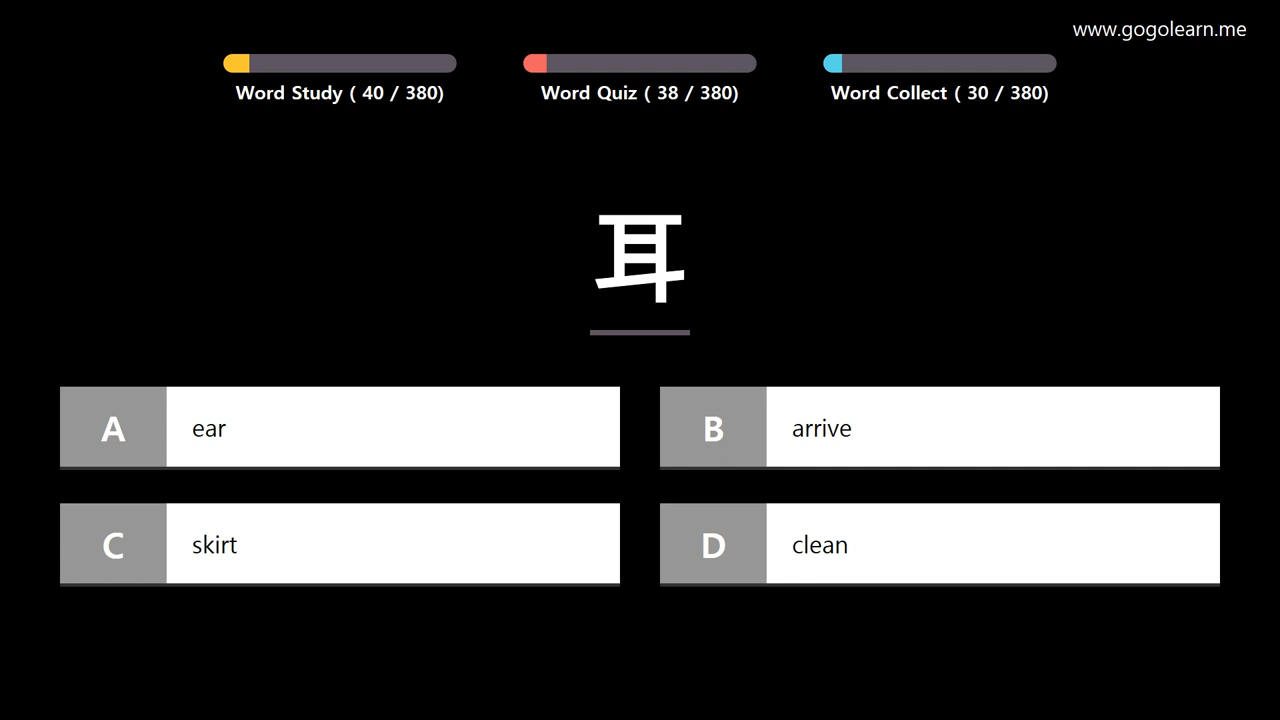 www.gogolearn.me
Word Study ( 40 / 380)
Word Quiz ( 38 / 380)
Word Collect ( 30 / 380)
耳
A ear
B arrive
C skirt
D clean